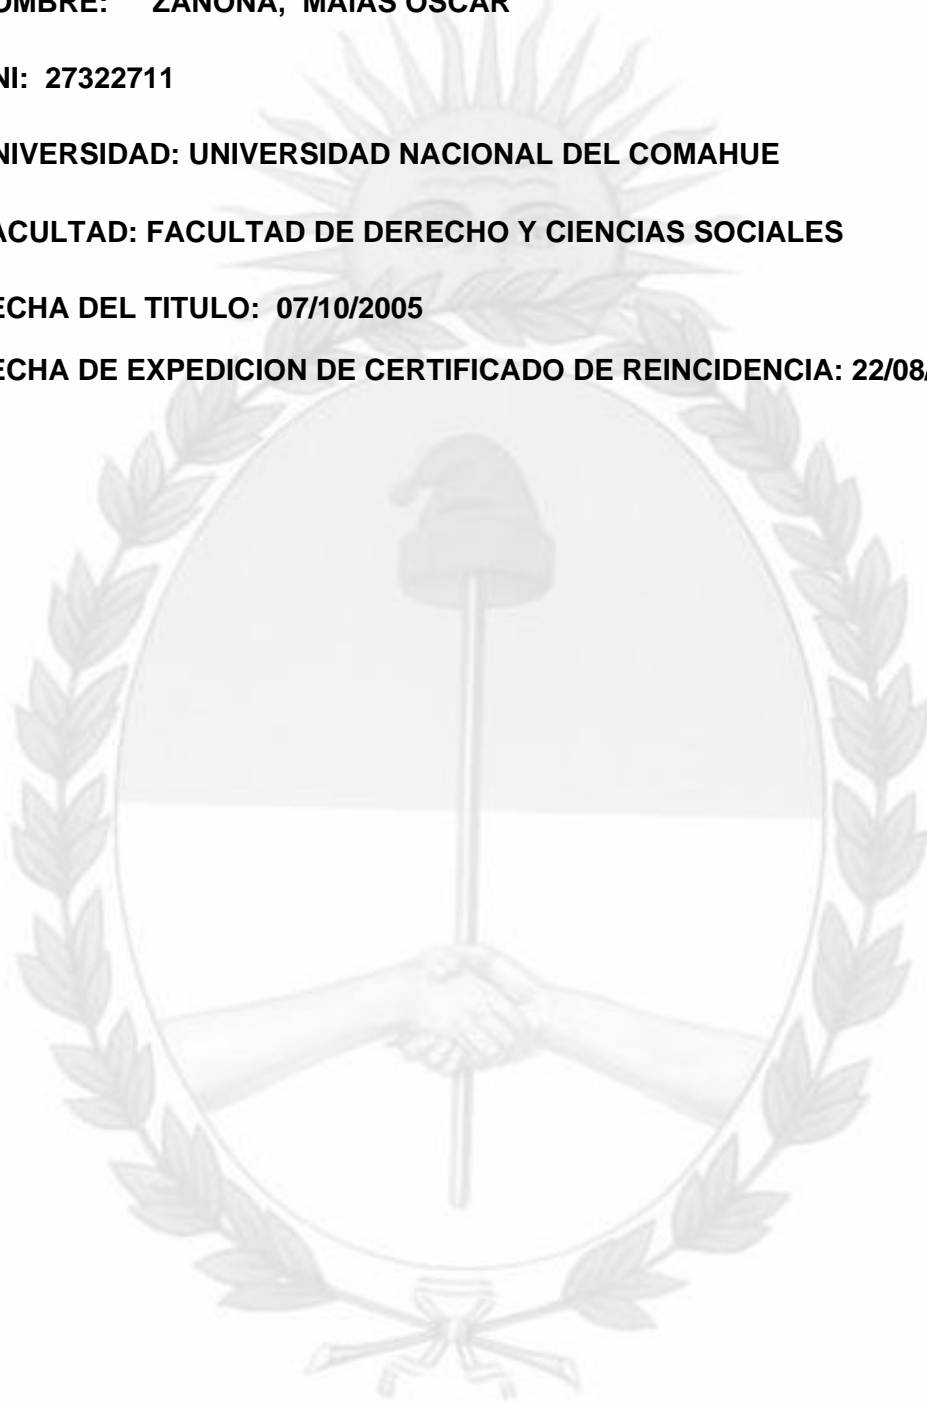 OMBRE: ZANONA, MAIAS OSCAR
NI: 27322711
NIVERSIDAD: UNIVERSIDAD NACIONAL DEL COMAHUE
ACULTAD: FACULTAD DE DERECHO Y CIENCIAS SOCIALES
ECHA DEL TITULO: 07/10/2005
ECHA DE EXPEDICION DE CERTIFICADO DE REINCIDENCIA: 22/08/